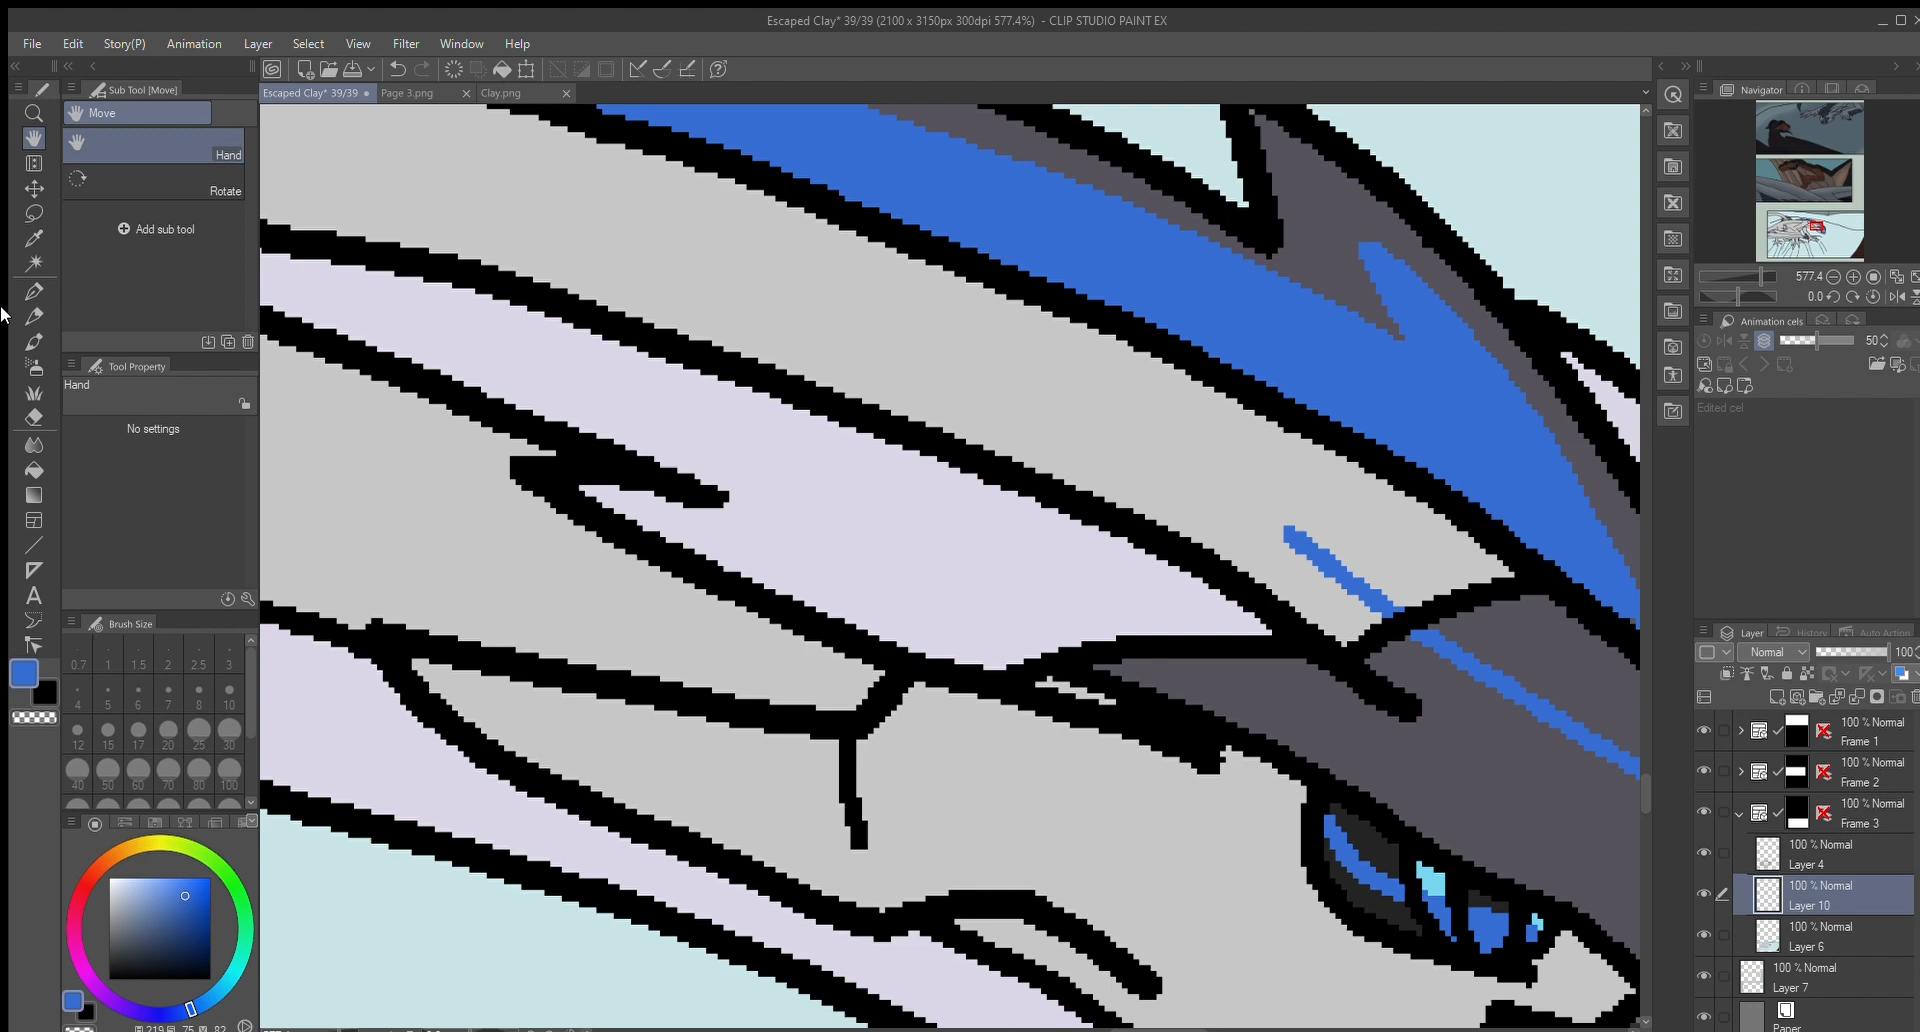 Escaped Clay* 39/39 (2100 x 3150px 300dpi 577.4%) - CLIP STUDIO PAINT EX
File Edit Story(P) Animation Layer Select View Filter Window Help
Sub Tool [Move]
Move
Hand
Rotate
Add sub tool
Tool Property
Hand
No settings
Brush Size
0.7 1 1.5 2 2.5 3
4 5 6 7 8 10
12 15 17 20 25 30
40 50 60 70 80 100
219 75 82
Escaped Clay* 39/39 Page 3.png Clay.png
Navigator
577.4
0.0
Animation cels
50
Edited cel
Layer History Auto Action
Normal 100
100 % Normal
Frame 1
100 % Normal
Frame 2
100 % Normal
Frame 3
100 % Normal
Layer 4
100 % Normal
Layer 10
100 % Normal
Layer 6
100 % Normal
Layer 7
Paper